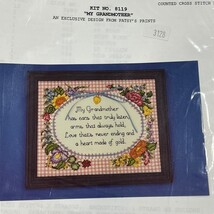 KIT NO. 8119
COUNTED CROSS STITCH
"MY GRANDMOTHER"
AN EXCLUSIVE DESIGN FROM PATSY'S PRINTS
My Grandmother
has ears that truly listen,
arms that always hold,
Love that's never ending and
a heart made of gold.